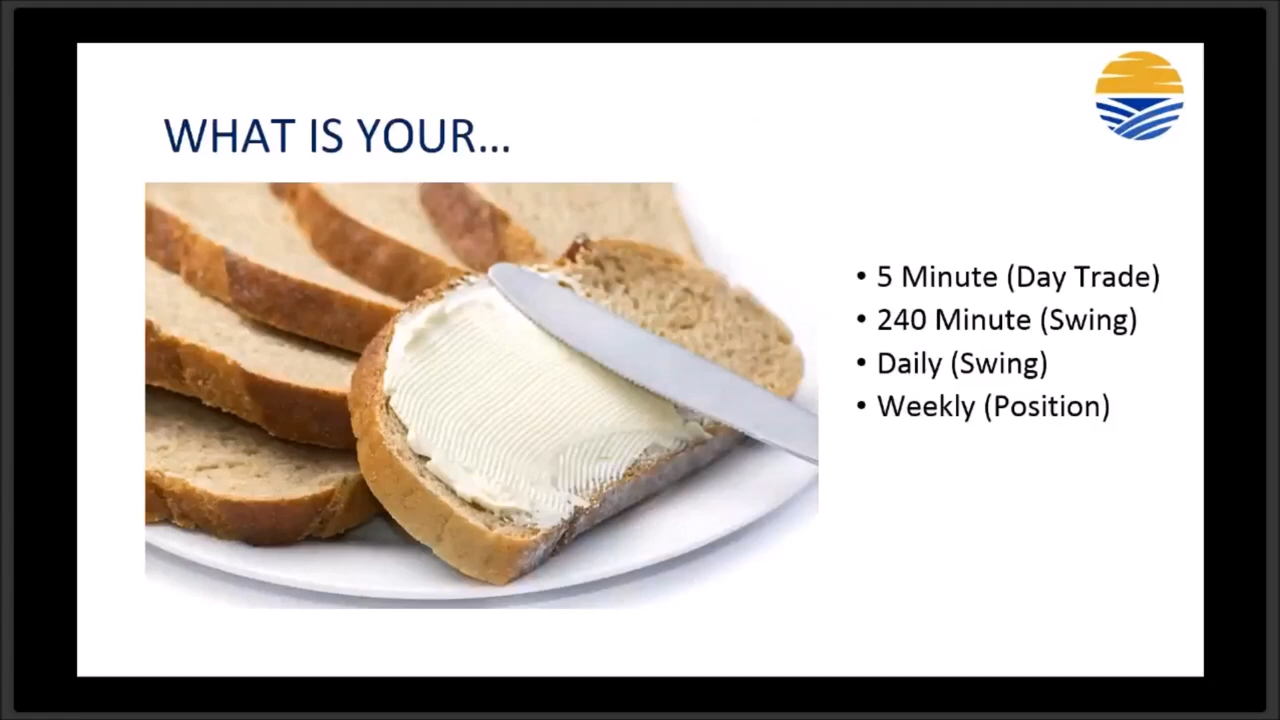 WHAT IS YOUR...
• 5 Minute (Day Trade)
• 240 Minute (Swing)
• Daily (Swing)
• Weekly (Position)